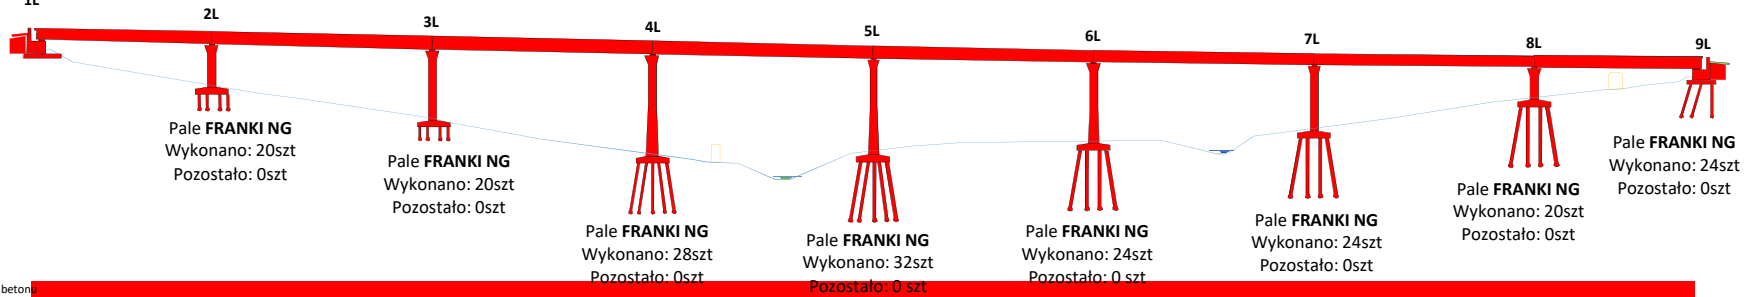 1L
2L
3L
4L
5L
6L
7L
8L
9L
Pale FRANKI NG
Wykonano: 20szt
Pozostało: 0szt
Pale FRANKI NG
Wykonano: 20szt
Pozostało: 0szt
Pale FRANKI NG
Wykonano: 28szt
Pozostało: 0szt
Pale FRANKI NG
Wykonano: 32szt
Pozostało: 0 szt
Pale FRANKI NG
Wykonano: 24szt
Pozostało: 0 szt
Pale FRANKI NG
Wykonano: 24szt
Pozostało: 0szt
Pale FRANKI NG
Wykonano: 20szt
Pozostało: 0szt
Pale FRANKI NG
Wykonano: 24szt
Pozostało: 0szt
betonu